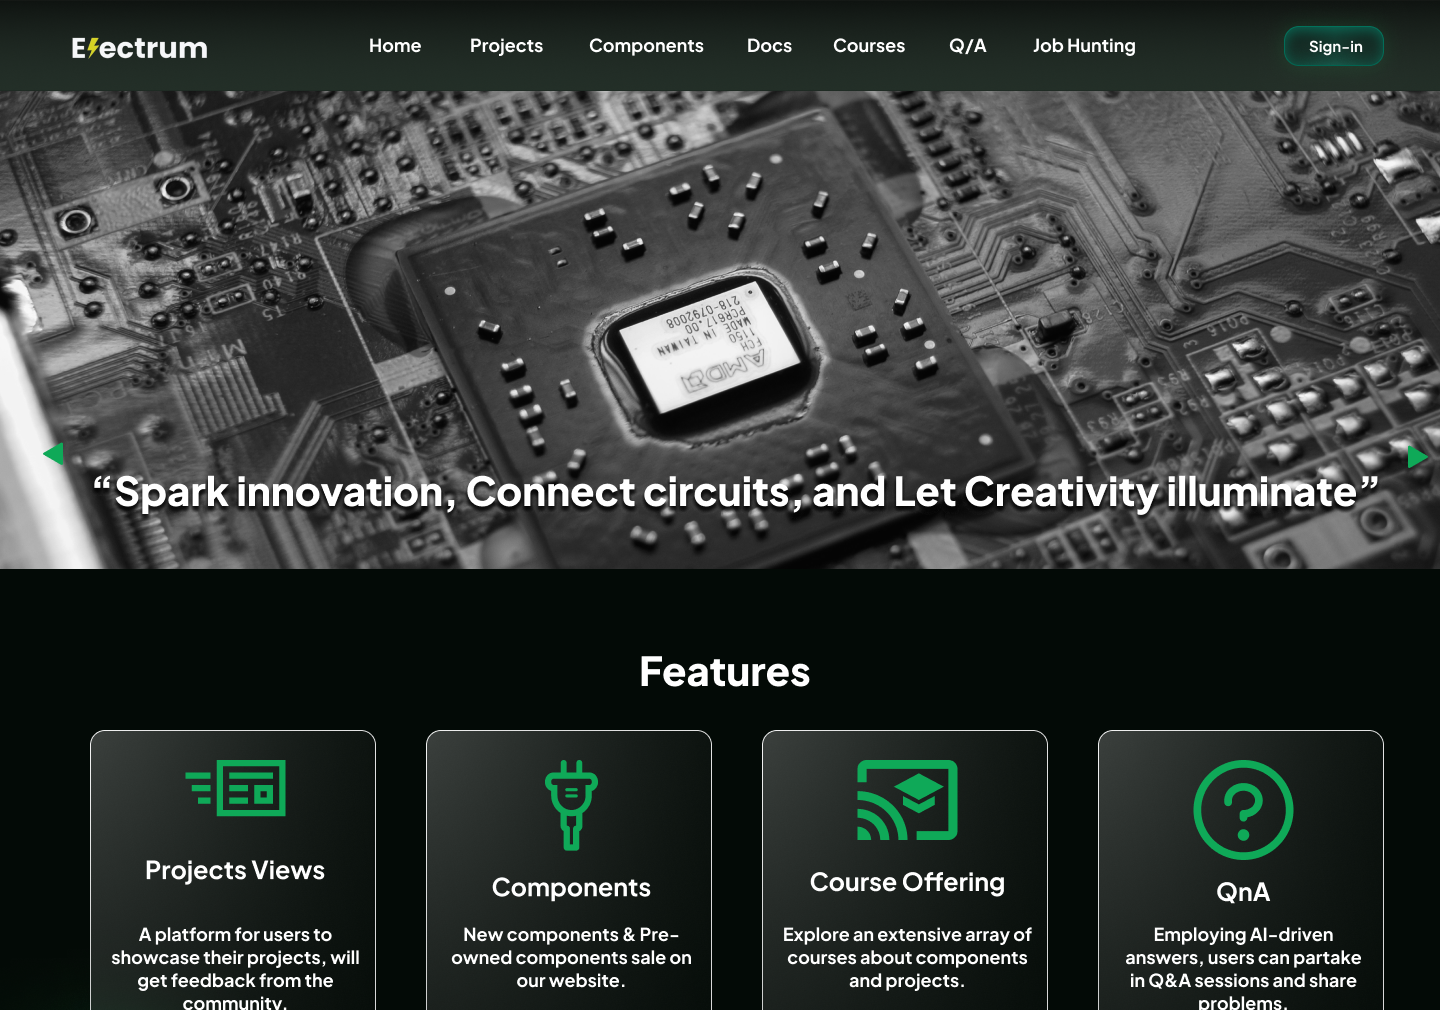 Electrum
Home Projects Components Docs Courses Q/A Job Hunting
Sign-in
218-0792008
PCR617.00
MADE IN TAIWAN
1150
FCH
AMD
“Spark innovation, Connect circuits, and Let Creativity illuminate”
Features
Projects Views
A platform for users to
showcase their projects, will
get feedback from the
community.
Components
New components & Pre-
owned components sale on
our website.
Course Offering
Explore an extensive array of
courses about components
and projects.
QnA
Employing AI-driven
answers, users can partake
in Q&A sessions and share
problems.